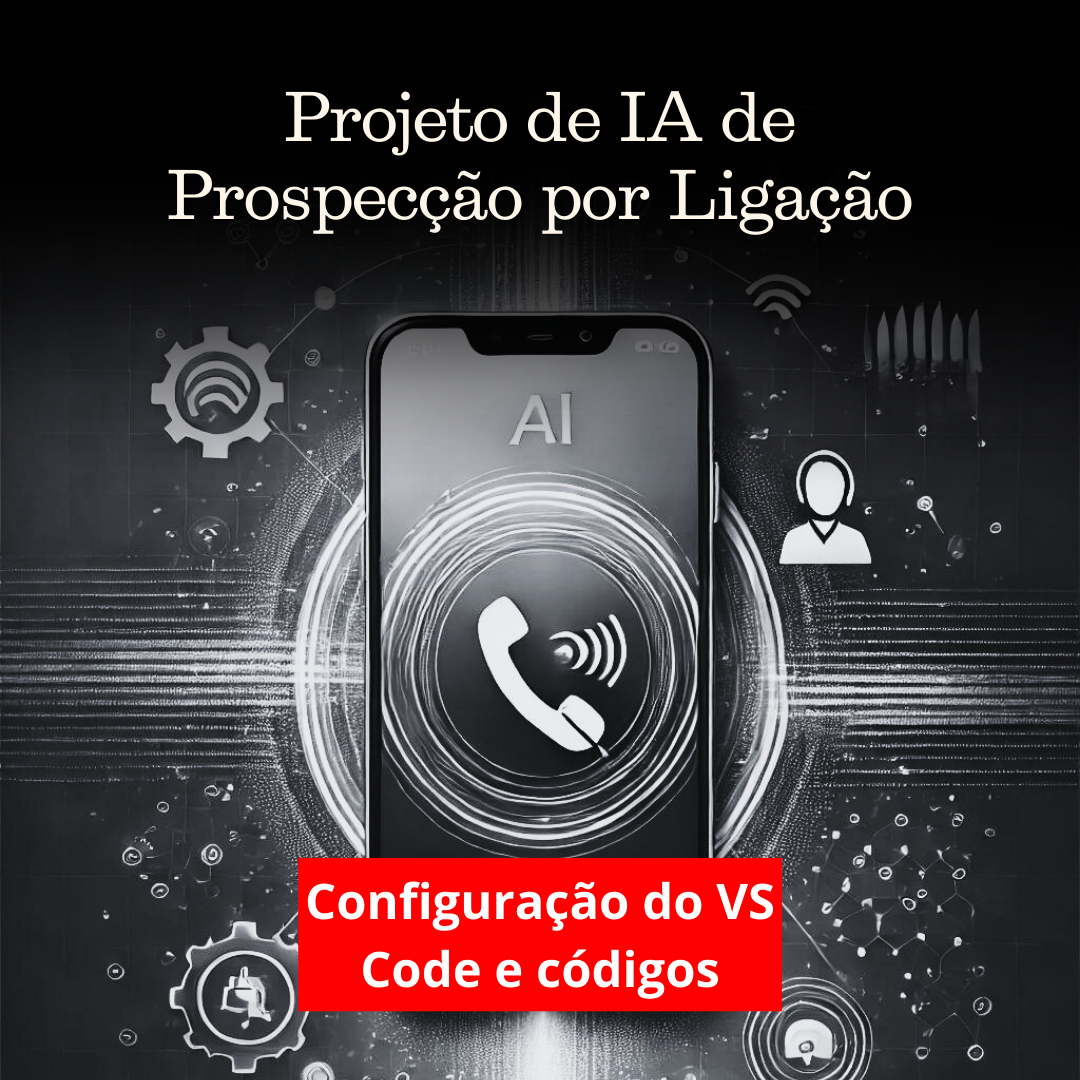 Projeto de IA de
Prospecção por Ligação
AI
Configuração do VS
Code e códigos